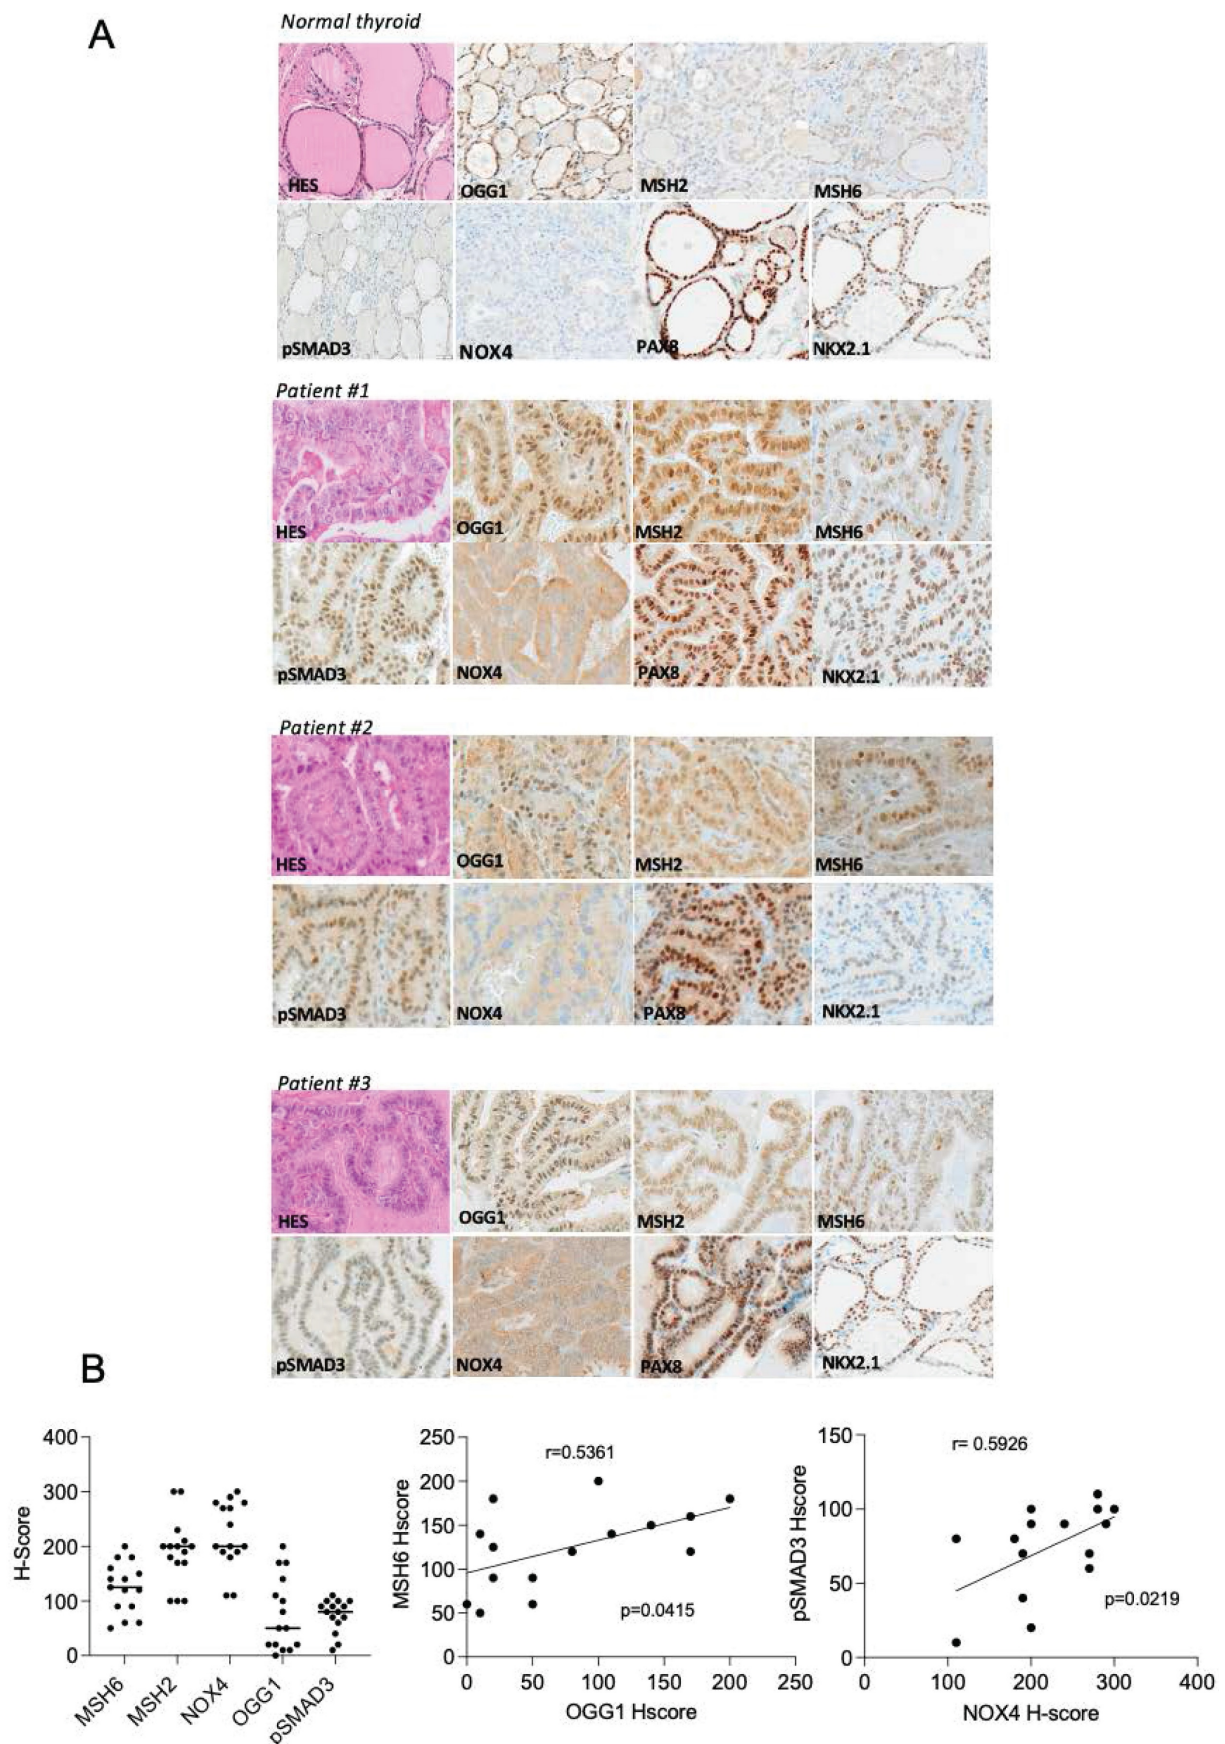 A
Normal thyroid
HES
OGG1
MSH2
MSH6
pSMAD3
NOX4
PAX8
NKX2.1
Patient #1
HES
OGG1
MSH2
MSH6
pSMAD3
NOX4
PAX8
NKX2.1
Patient #2
HES
OGG1
MSH2
MSH6
pSMAD3
NOX4
PAX8
NKX2.1
Patient #3
HES
OGG1
MSH2
MSH6
pSMAD3
NOX4
PAX8
NKX2.1
B
400
300
200
100
0
H-Score
MSH6
MSH2
NOX4
OGG1
pSMAD3
250
200
150
100
50
0
MSH6 Hscore
r=0.5361
p=0.0415
0 50 100 150 200 250
OGG1 Hscore
150
100
50
0
pSMAD3 Hscore
r= 0.5926
p=0.0219
0 100 200 300 400
NOX4 H-score